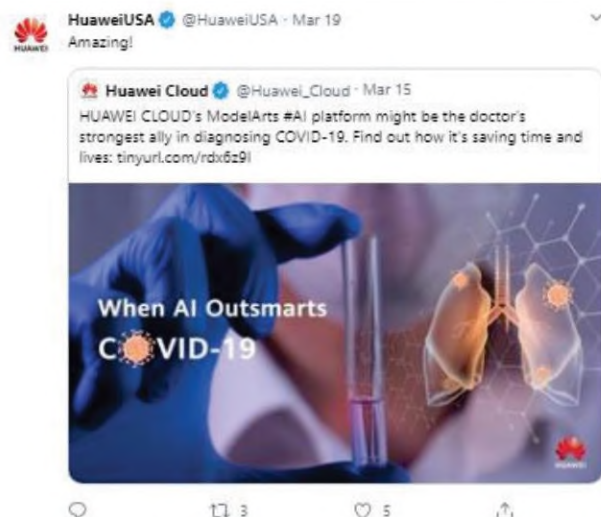 HuaweiUSA @HuaweiUSA · Mar 19
HUAWEI
Amazing!
Huawei Cloud @Huawei_Cloud · Mar 15
HUAWEI CLOUD's ModelArts #AI platform might be the doctor's
strongest ally in diagnosing COVID-19. Find out how it's saving time and
lives: tinyurl.com/rdx6z9l
When AI Outsmarts
COVID-19
HUAWEI
3 5